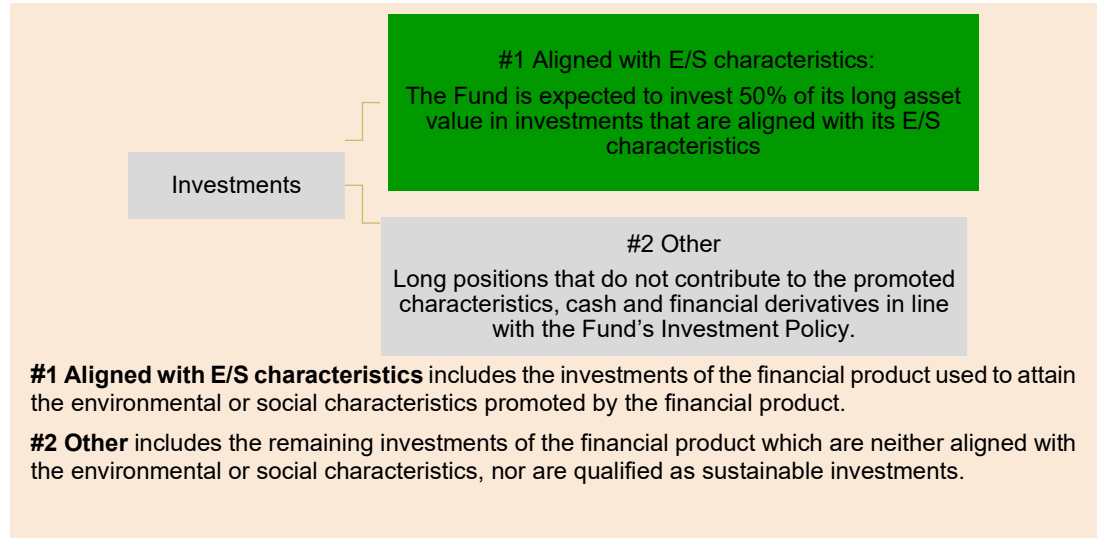 #1 Aligned with E/S characteristics:
The Fund is expected to invest 50% of its long asset
value in investments that are aligned with its E/S
characteristics
Investments
#2 Other
Long positions that do not contribute to the promoted
characteristics, cash and financial derivatives in line
with the Fund’s Investment Policy.
#1 Aligned with E/S characteristics includes the investments of the financial product used to attain
the environmental or social characteristics promoted by the financial product.
#2 Other includes the remaining investments of the financial product which are neither aligned with
the environmental or social characteristics, nor are qualified as sustainable investments.